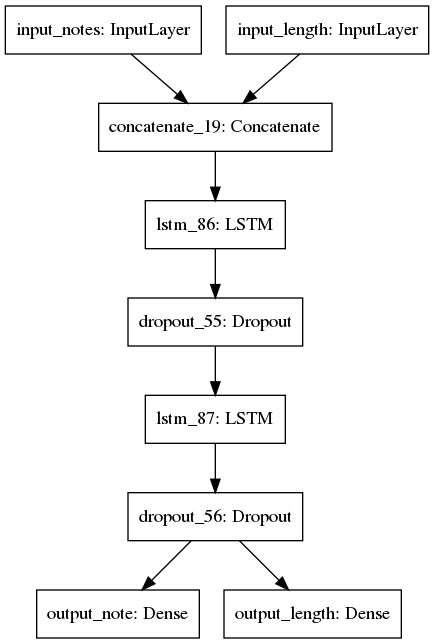 input_notes: InputLayer
input_length: InputLayer
concatenate_19: Concatenate
lstm_86: LSTM
dropout_55: Dropout
lstm_87: LSTM
dropout_56: Dropout
output_note: Dense
output_length: Dense